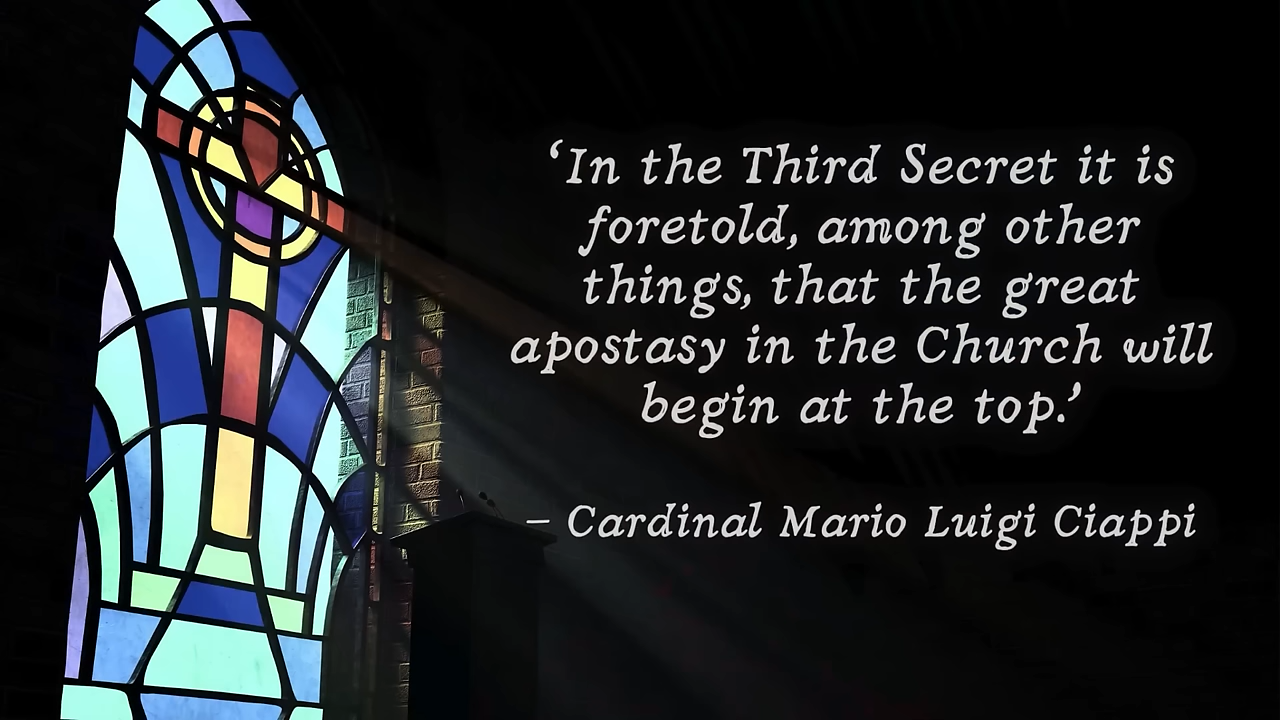 ‘In the Third Secret it is
foretold, among other
things, that the great
apostasy in the Church will
begin at the top.’
– Cardinal Mario Luigi Ciappi